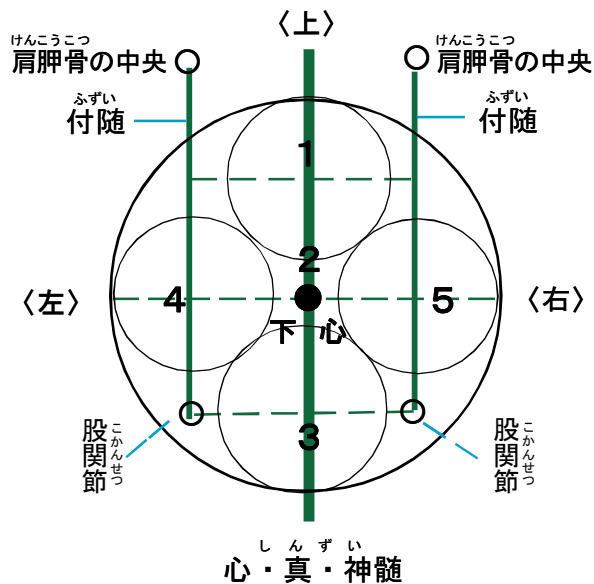 〈上〉
けんこうこつ
肩胛骨の中央
けんこうこつ
肩胛骨の中央
ふずい
付随
ふずい
付随
1
2
〈左〉
4
5
〈右〉
下 心
3
股関節
こかんせつ
股関節
こかんせつ
しんずい
心・真・神髄